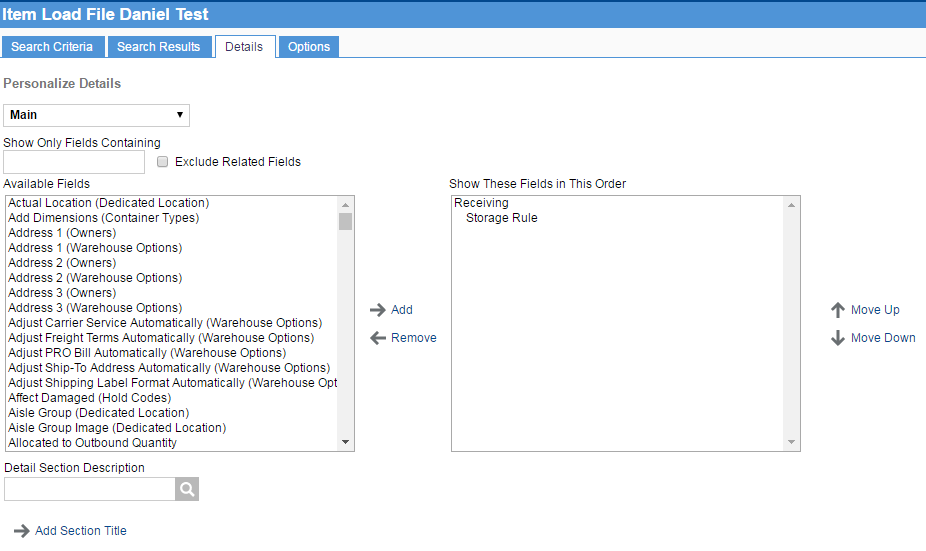 Item Load File Daniel Test
Search Criteria
Search Results
Details
Options
Personalize Details
Main
Show Only Fields Containing
Exclude Related Fields
Available Fields
Actual Location (Dedicated Location)
Add Dimensions (Container Types)
Address 1 (Owners)
Address 1 (Warehouse Options)
Address 2 (Owners)
Address 2 (Warehouse Options)
Address 3 (Owners)
Address 3 (Warehouse Options)
Adjust Carrier Service Automatically (Warehouse Options)
Adjust Freight Terms Automatically (Warehouse Options)
Adjust PRO Bill Automatically (Warehouse Options)
Adjust Ship-To Address Automatically (Warehouse Options)
Adjust Shipping Label Format Automatically (Warehouse Opt
Affect Damaged (Hold Codes)
Aisle Group (Dedicated Location)
Aisle Group Image (Dedicated Location)
Allocated to Outbound Quantity
Add
Remove
Show These Fields in This Order
Receiving
Storage Rule
Move Up
Move Down
Detail Section Description
Add Section Title